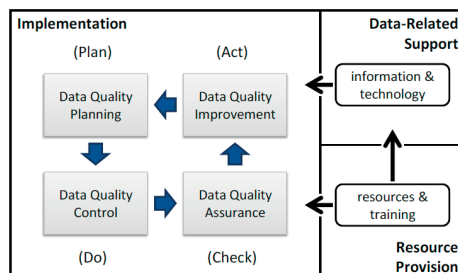 Implementation
(Plan)
(Act)
Data Quality
Planning
Data Quality
Improvement
Data Quality
Control
Data Quality
Assurance
(Do)
(Check)
Data-Related
Support
information &
technology
resources &
training
Resource
Provision